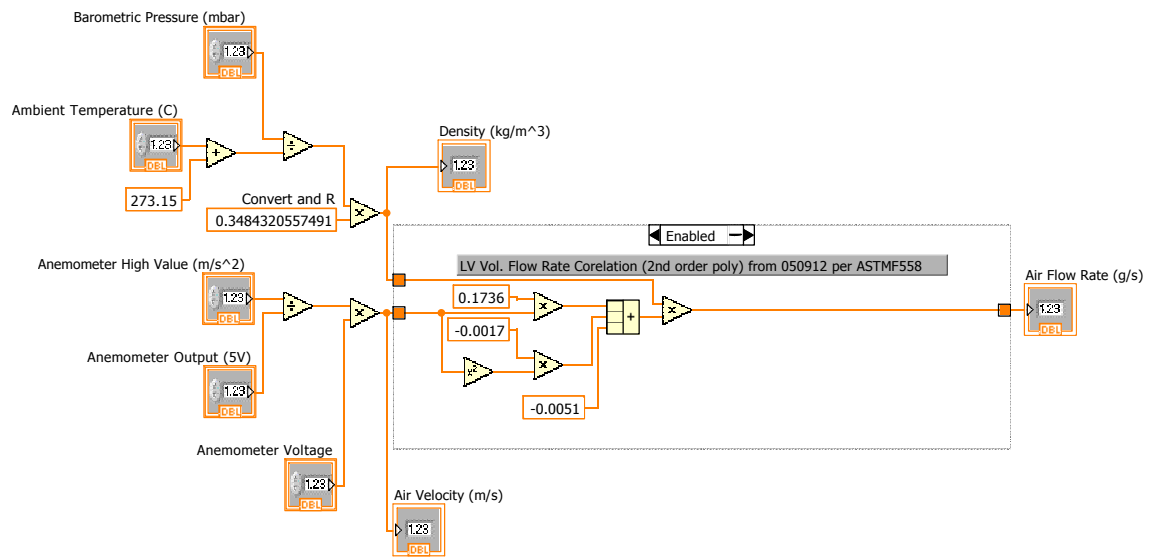 Barometric Pressure (mbar)
1.23
DBL
Ambient Temperature (C)
1.23
DBL
+
÷
273.15
Density (kg/m^3)
1.23
DBL
Convert and R
0.3484320557491
x
Enabled
LV Vol. Flow Rate Corelation (2nd order poly) from 050912 per ASTMF558
Anemometer High Value (m/s^2)
1.23
DBL
÷
x
0.1736
x
+
x
Air Flow Rate (g/s)
1.23
DBL
-0.0017
x²
x
Anemometer Output (5V)
1.23
DBL
-0.0051
Anemometer Voltage
1.23
DBL
Air Velocity (m/s)
1.23
DBL